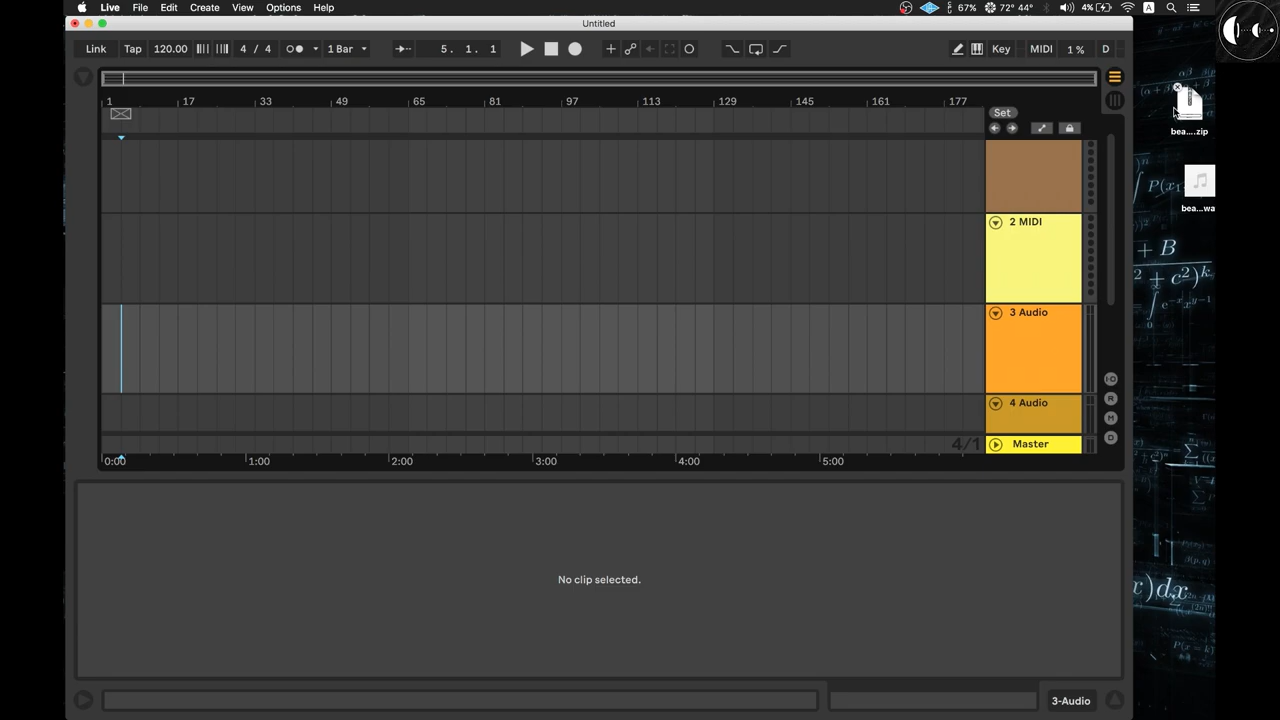 Live File Edit Create View Options Help
67% 72° 44° 4% A
Untitled
Link Tap 120.00 4 / 4 1 Bar 5. 1. 1 Key MIDI 1 % D
1 17 33 49 65 81 97 113 129 145 161 177
Set
2 MIDI
3 Audio
4 Audio
4/1 Master
0:00 1:00 2:00 3:00 4:00 5:00
No clip selected.
3-Audio
bea....zip
bea...wa